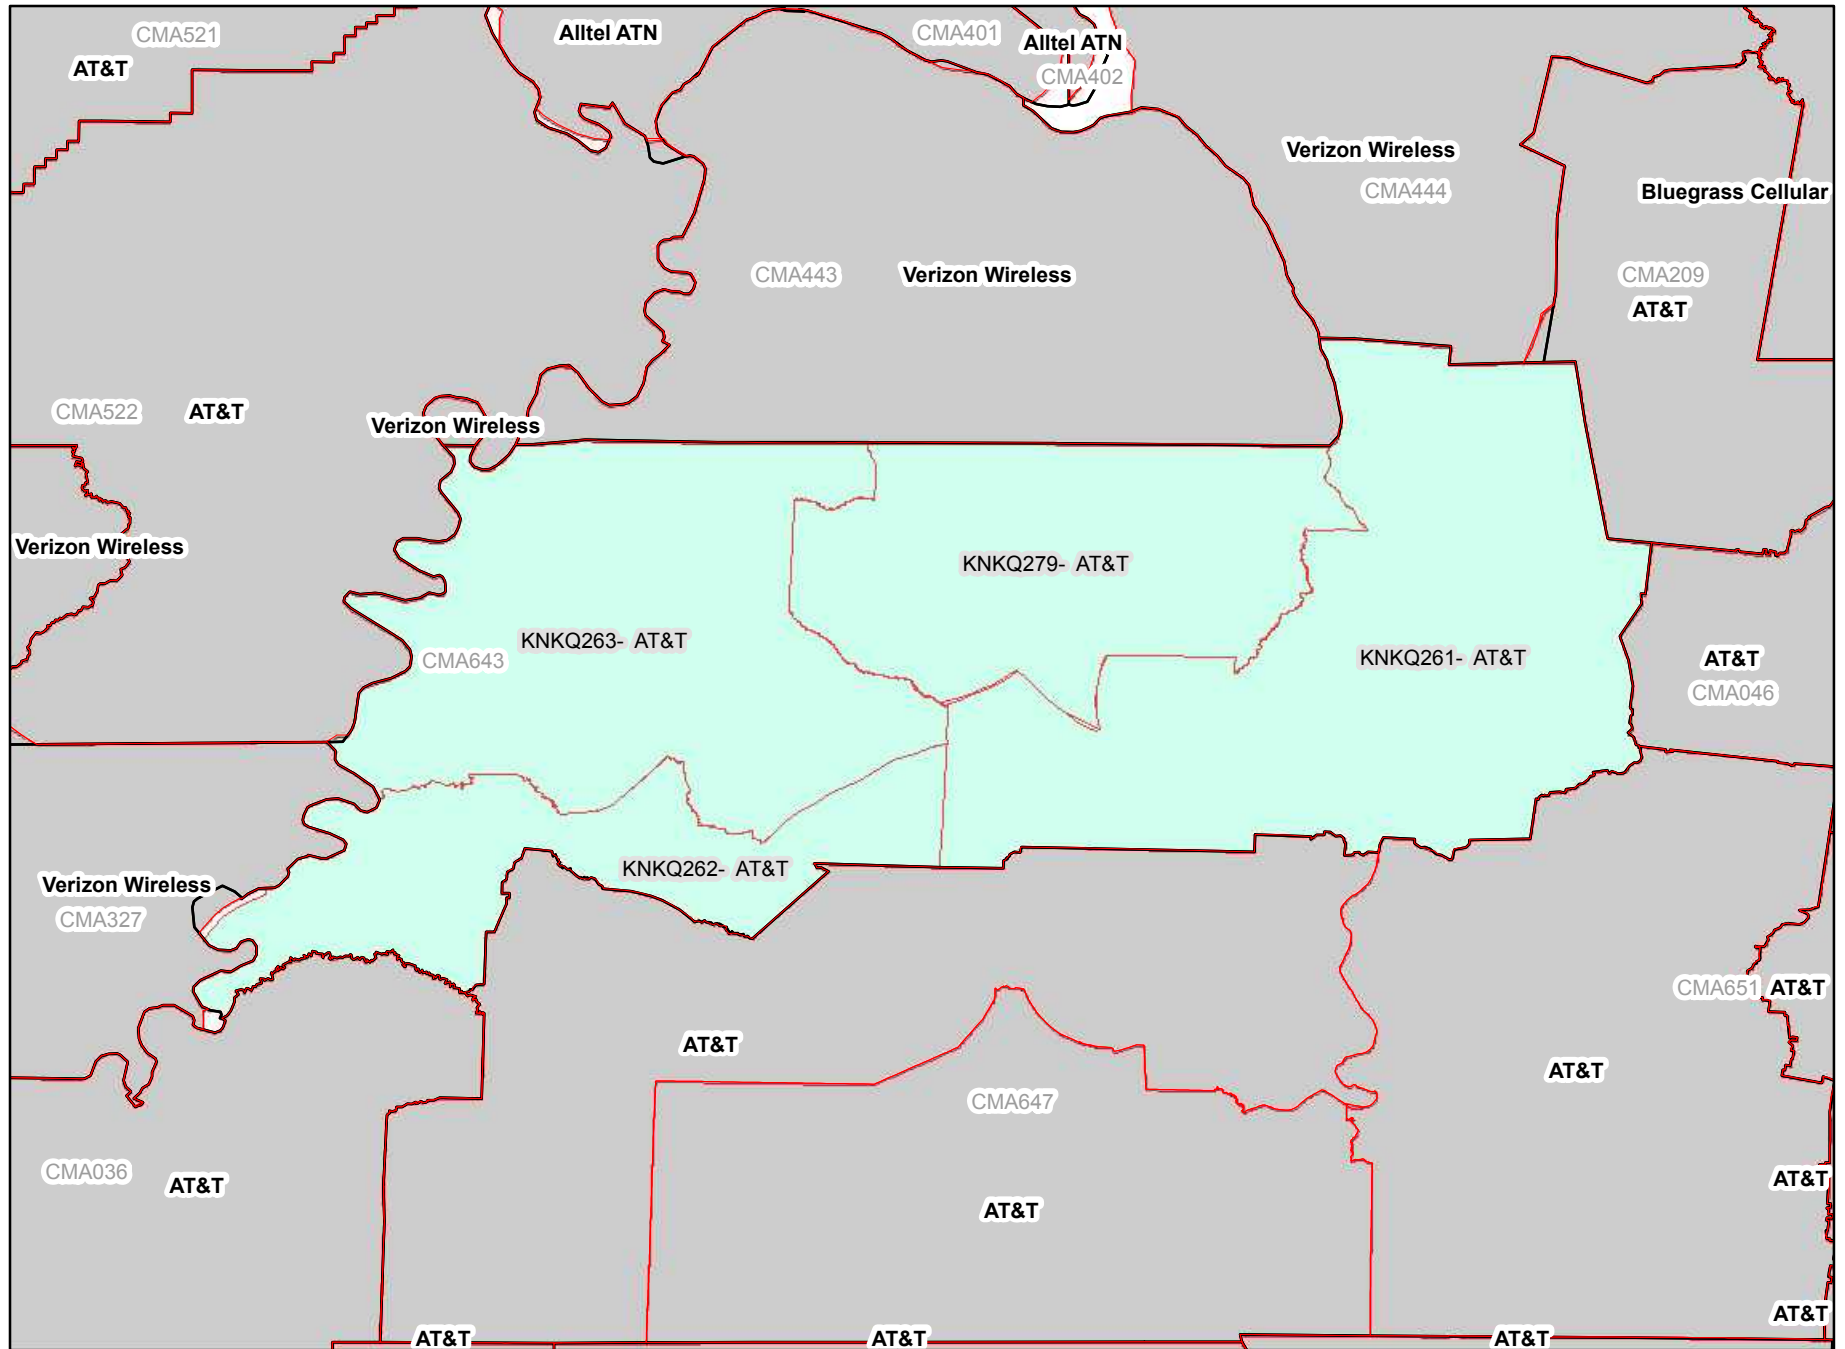 CMA521
AT&T
Alltel ATN
CMA401
Alltel ATN
CMA402
Verizon Wireless
CMA444
Bluegrass Cellular
CMA443
Verizon Wireless
CMA209
AT&T
CMA522
AT&T
Verizon Wireless
Verizon Wireless
KNKQ279- AT&T
KNKQ263- AT&T
CMA643
KNKQ261- AT&T
AT&T
CMA046
Verizon Wireless
CMA327
KNKQ262- AT&T
CMA651
AT&T
AT&T
AT&T
CMA647
CMA036
AT&T
AT&T
AT&T
AT&T
AT&T
AT&T
AT&T